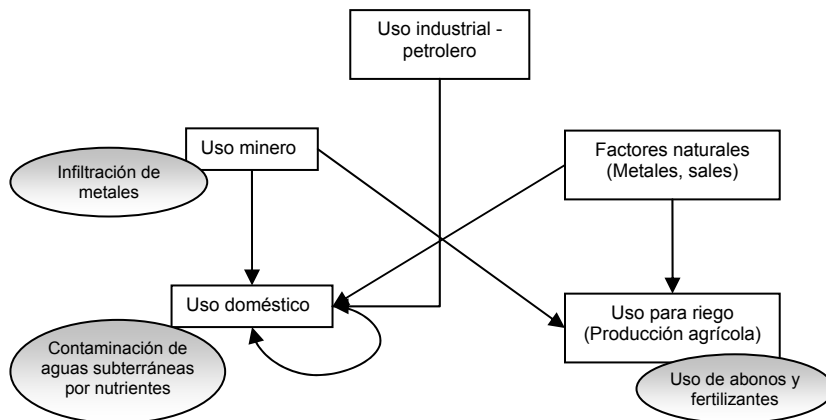 Uso industrial -
petrolero
Uso minero
Infiltración de
metales
Factores naturales
(Metales, sales)
Uso doméstico
Contaminación de
aguas subterráneas
por nutrientes
Uso para riego
(Producción agrícola)
Uso de abonos y
fertilizantes